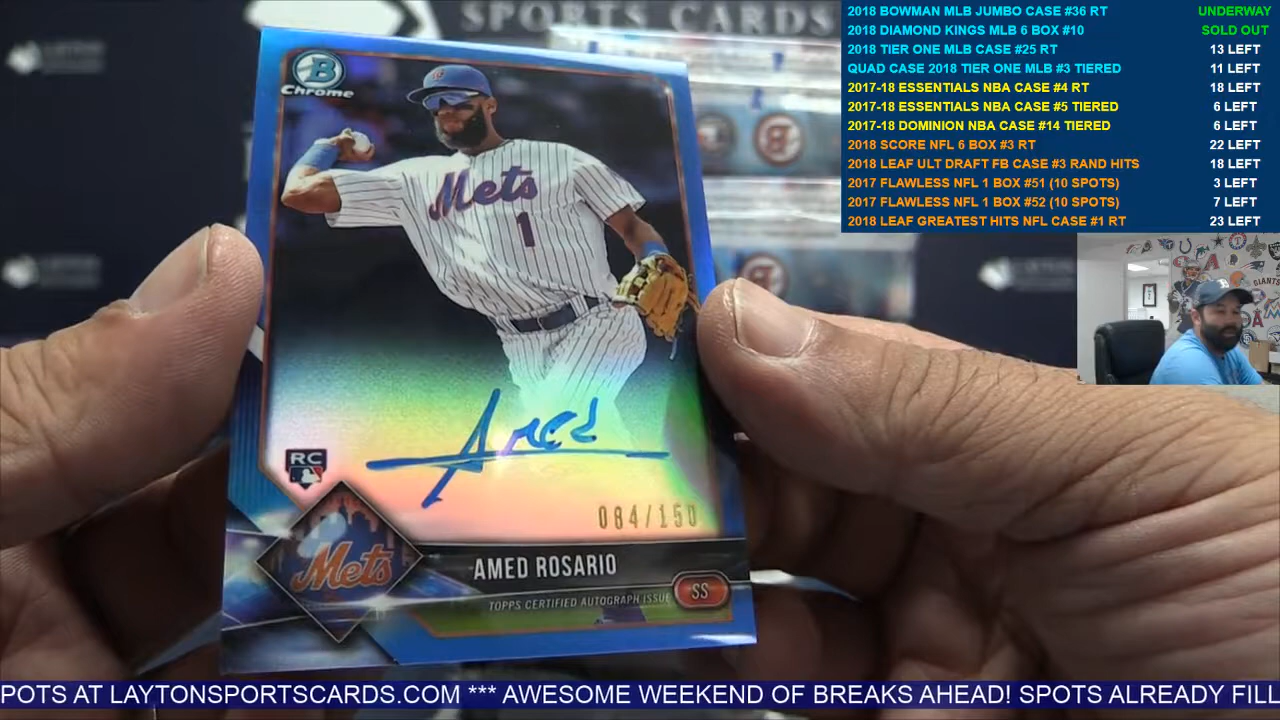 SPORTS CARDS
2018 BOWMAN MLB JUMBO CASE #36 RT UNDERWAY
2018 DIAMOND KINGS MLB 6 BOX #10 SOLD OUT
2018 TIER ONE MLB CASE #25 RT 13 LEFT
QUAD CASE 2018 TIER ONE MLB #3 TIERED 11 LEFT
2017-18 ESSENTIALS NBA CASE #4 RT 18 LEFT
2017-18 ESSENTIALS NBA CASE #5 TIERED 6 LEFT
2017-18 DOMINION NBA CASE #14 TIERED 6 LEFT
2018 SCORE NFL 6 BOX #3 RT 22 LEFT
2018 LEAF ULT DRAFT FB CASE #3 RAND HITS 18 LEFT
2017 FLAWLESS NFL 1 BOX #51 (10 SPOTS) 3 LEFT
2017 FLAWLESS NFL 1 BOX #52 (10 SPOTS) 7 LEFT
2018 LEAF GREATEST HITS NFL CASE #1 RT 23 LEFT
B
Chrome
Mets
1
GIANTS
Amed
RC
084/150
Mets
AMED ROSARIO
TOPPS CERTIFIED AUTOGRAPH ISSUE
SS
POTS AT LAYTONSPORTSCARDS.COM *** AWESOME WEEKEND OF BREAKS AHEAD! SPOTS ALREADY FILL